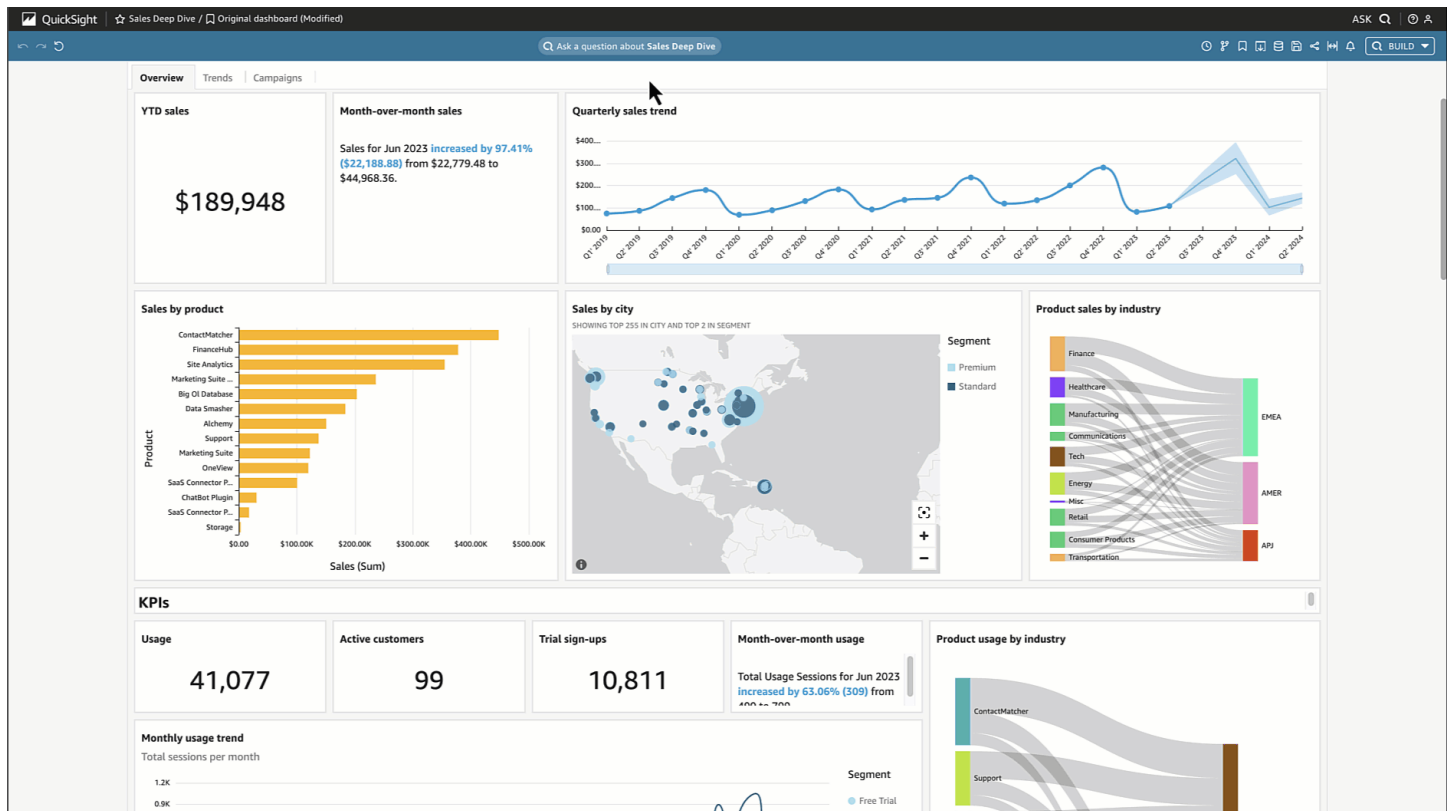 QuickSight
Sales Deep Dive / Original dashboard (Modified)
ASK
Ask a question about Sales Deep Dive
BUILD
Overview
Trends
Campaigns
YTD sales
$189,948
Month-over-month sales
Sales for Jun 2023 increased by 97.41%
($22,188.88) from $22,779.48 to
$44,968.36.
Quarterly sales trend
$400...
$300...
$200...
$100...
$0.00
Q1' 2019
Q2' 2019
Q3' 2019
Q4' 2019
Q1' 2020
Q2' 2020
Q3' 2020
Q4' 2020
Q1' 2021
Q2' 2021
Q3' 2021
Q4' 2021
Q1' 2022
Q2' 2022
Q3' 2022
Q4' 2022
Q1' 2023
Q2' 2023
Q3' 2023
Q4' 2023
Q1' 2024
Q2' 2024
Sales by product
Product
ContactMatcher
FinanceHub
Site Analytics
Marketing Suite ...
Big Ol Database
Data Smasher
Alchemy
Support
Marketing Suite
OneView
SaaS Connector P...
ChatBot Plugin
SaaS Connector P...
Storage
$0.00
$100.00K
$200.00K
$300.00K
$400.00K
$500.00K
Sales (Sum)
Sales by city
SHOWING TOP 255 IN CITY AND TOP 2 IN SEGMENT
Segment
Premium
Standard
Product sales by industry
Finance
Healthcare
Manufacturing
Communications
Tech
Energy
Misc
Retail
Consumer Products
Transportation
EMEA
AMER
APJ
KPIs
Usage
41,077
Active customers
99
Trial sign-ups
10,811
Month-over-month usage
Total Usage Sessions for Jun 2023
increased by 63.06% (309) from
Product usage by industry
ContactMatcher
Support
Monthly usage trend
Total sessions per month
1.2K
0.9K
Segment
Free Trial